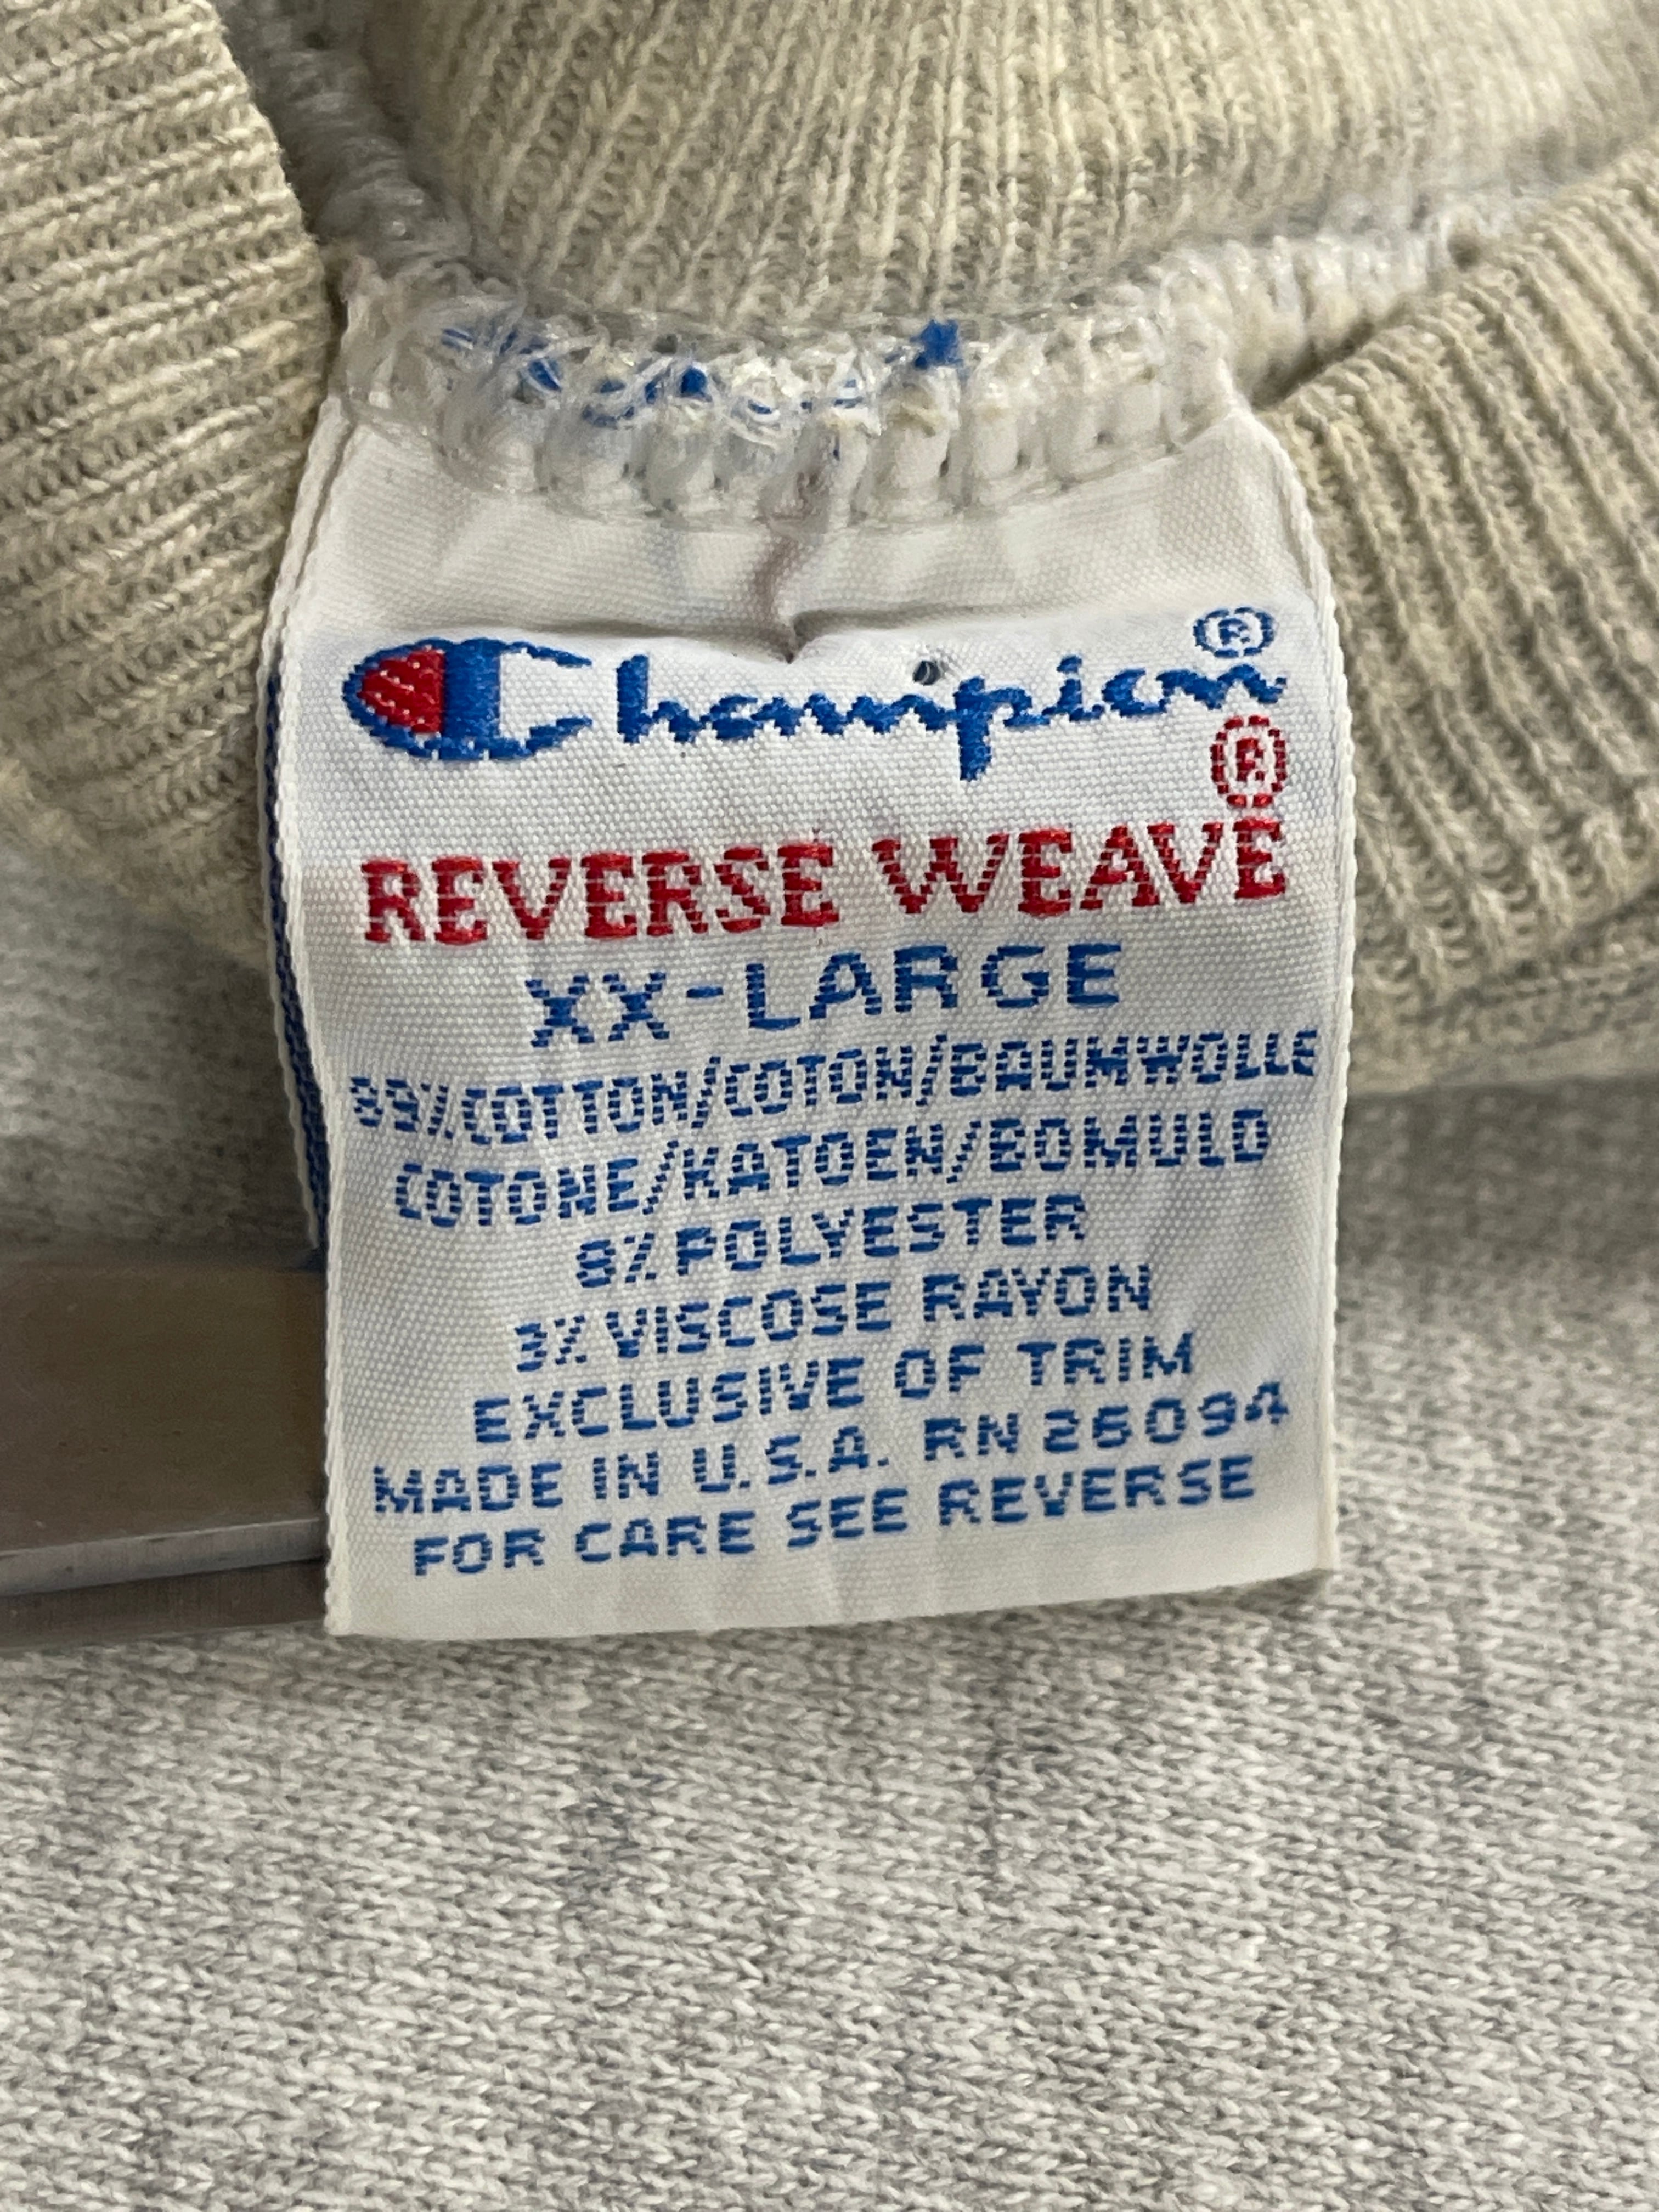 Champion®
®
REVERSE WEAVE
XX-LARGE
89%COTTON/COTON/BAUMWOLLE
COTONE/KATOEN/BOMULD
8%POLYESTER
3%VISCOSE RAYON
EXCLUSIVE OF TRIM
MADE IN U.S.A. RN 26094
FOR CARE SEE REVERSE